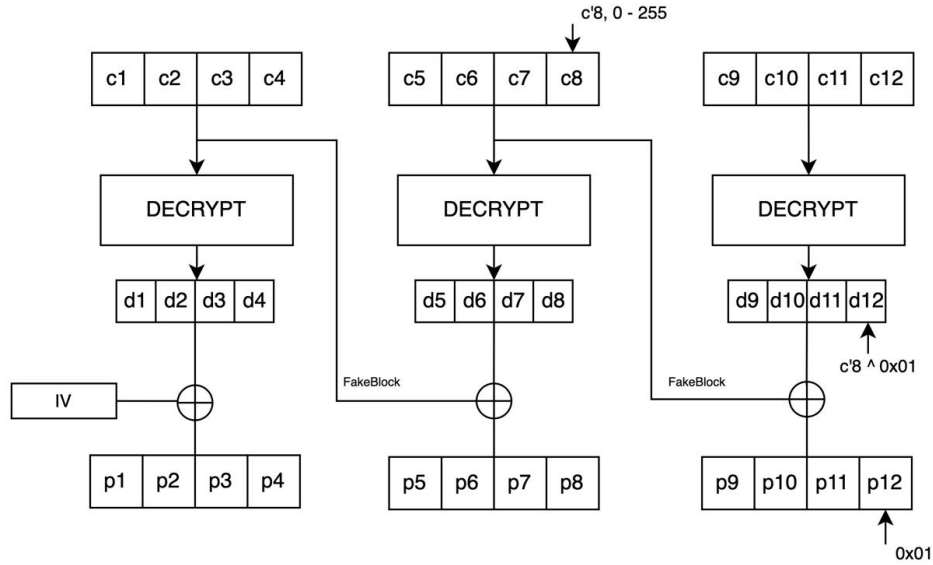 c'8, 0 - 255
c1 c2 c3 c4 c5 c6 c7 c8 c9 c10 c11 c12
DECRYPT DECRYPT DECRYPT
d1 d2 d3 d4 d5 d6 d7 d8 d9 d10 d11 d12
c'8 ^ 0x01
FakeBlock FakeBlock
IV
p1 p2 p3 p4 p5 p6 p7 p8 p9 p10 p11 p12
0x01